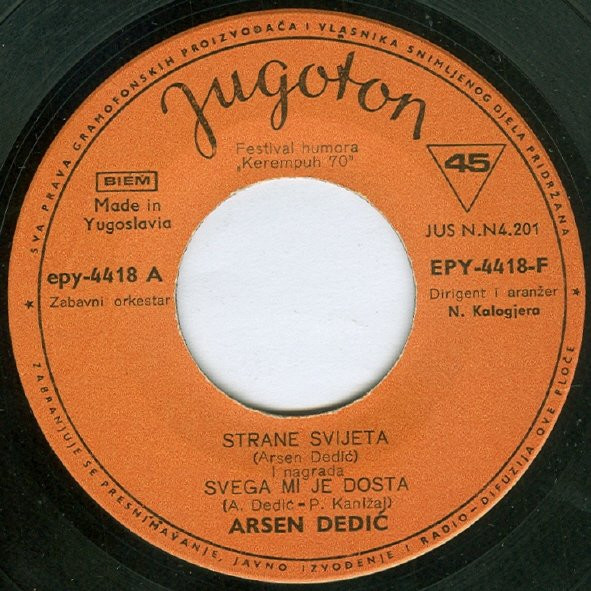 SVA PRAVA GRAMOFONSKIH PROIZVOĐAČA I VLASNIKA SNIMLJENOG DJELA PRIDRŽANA
Jugoton
Festival humora
„Kerempuh 70"
BIEM
Made in
Yugoslavia
45
JUS N.N4.201
epy-4418 A
Zabavni orkestar
EPY-4418-F
Dirigent i aranžer
N. Kalogjera
STRANE SVIJETA
(Arsen Dedić)
I nagrada
SVEGA MI JE DOSTA
(A. Dedić - P. Kanižaj)
ARSEN DEDIĆ
ZABRANJUJE SE PRESNIMAVANJE, JAVNO IZVOĐENJE I RADIO-DIFUZIJA OVE PLOČE